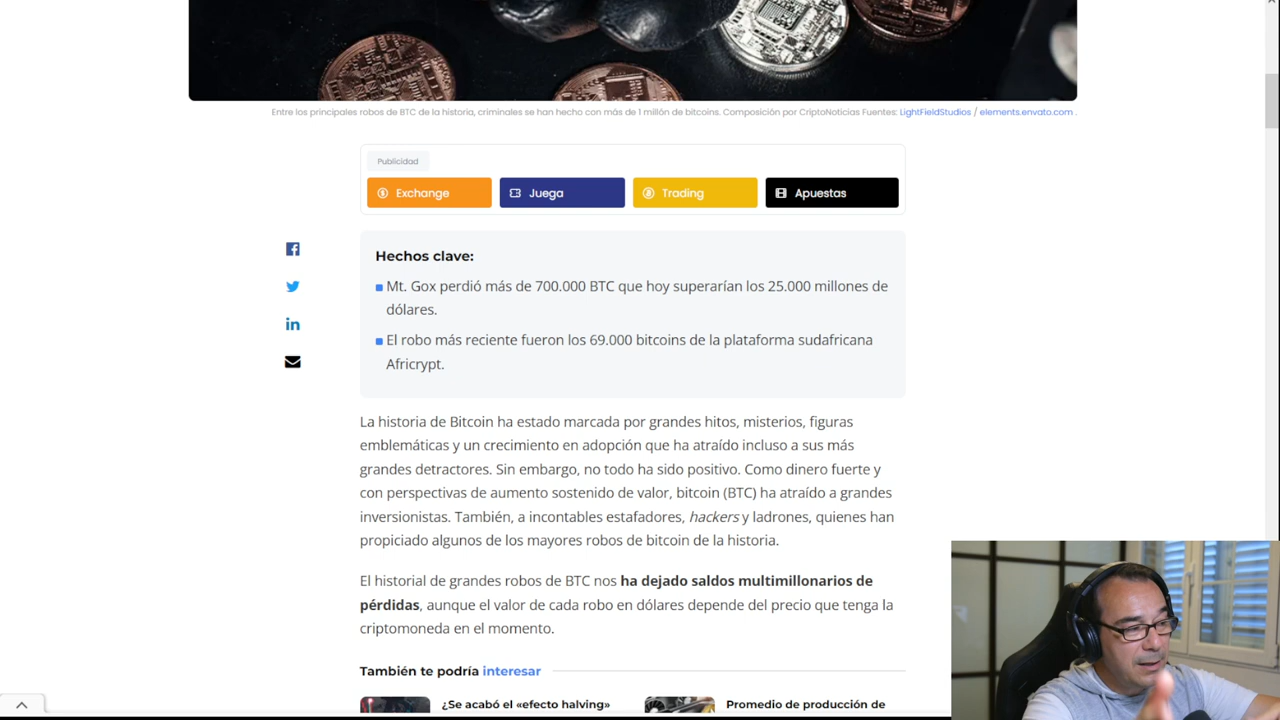 Entre los principales robos de BTC de la historia, criminales se han hecho con más de 1 millón de bitcoins. Composición por CriptoNoticias Fuentes: LightFieldStudios / elements.envato.com .
Publicidad
Exchange
Juega
Trading
Apuestas
Hechos clave:
Mt. Gox perdió más de 700.000 BTC que hoy superarían los 25.000 millones de
dólares.
El robo más reciente fueron los 69.000 bitcoins de la plataforma sudafricana
Africrypt.
La historia de Bitcoin ha estado marcada por grandes hitos, misterios, figuras
emblemáticas y un crecimiento en adopción que ha atraído incluso a sus más
grandes detractores. Sin embargo, no todo ha sido positivo. Como dinero fuerte y
con perspectivas de aumento sostenido de valor, bitcoin (BTC) ha atraído a grandes
inversionistas. También, a incontables estafadores, hackers y ladrones, quienes han
propiciado algunos de los mayores robos de bitcoin de la historia.
El historial de grandes robos de BTC nos ha dejado saldos multimillonarios de
pérdidas, aunque el valor de cada robo en dólares depende del precio que tenga la
criptomoneda en el momento.
También te podría interesar
¿Se acabó el «efecto halving»
Promedio de producción de